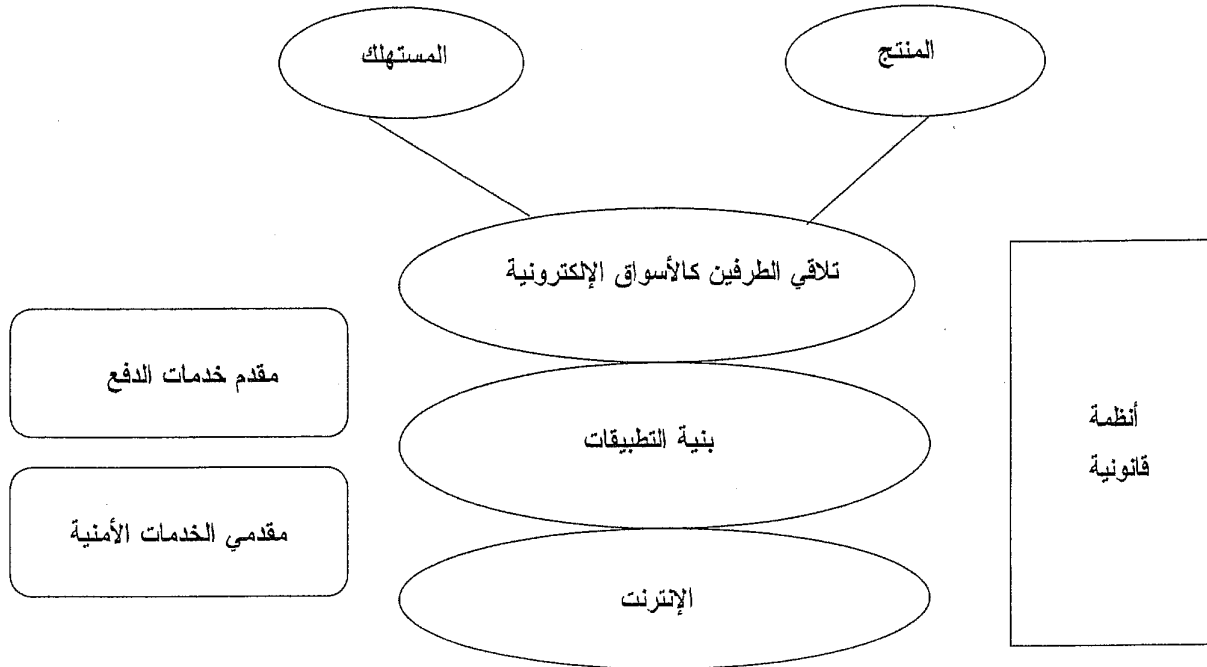 المنتج
المستهلك
تلاقي الطرفين كالأسواق الإلكترونية
أنظمة
قانونية
مقدم خدمات الدفع
بنية التطبيقات
مقدمي الخدمات الأمنية
الإنترنت